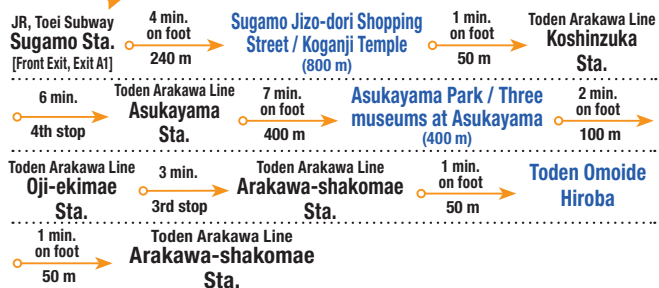 JR, Toei Subway
Sugamo Sta.
[Front Exit, Exit A1]
4 min.
on foot
240 m
Sugamo Jizo-dori Shopping
Street / Koganji Temple
(800 m)
1 min.
on foot
50 m
Toden Arakawa Line
Koshinzuka
Sta.
6 min.
4th stop
Toden Arakawa Line
Asukayama
Sta.
7 min.
on foot
400 m
Asukayama Park / Three
museums at Asukayama
(400 m)
2 min.
on foot
100 m
Toden Arakawa Line
Oji-ekimae
Sta.
3 min.
3rd stop
Toden Arakawa Line
Arakawa-shakomae
Sta.
1 min.
on foot
50 m
Toden Omoide
Hiroba
1 min.
on foot
50 m
Toden Arakawa Line
Arakawa-shakomae
Sta.